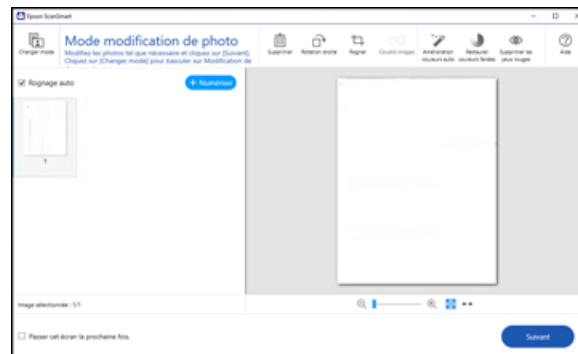 Epson ScanSmart
Changer mode
Mode modification de photo
Modifiez les photos tel que nécessaire et cliquez sur [Suivant].
Cliquez sur [Changer mode] pour basculer sur Modification de
Supprimer
Rotation droite
Rogner
Coudre images
Amélioration
couleurs auto
Restaurer
couleurs fanées
Supprimer les
yeux rouges
Aide
Rognage auto
+ Numériser
1
Image sélectionnée : 1/1
Passer cet écran la prochaine fois.
Suivant